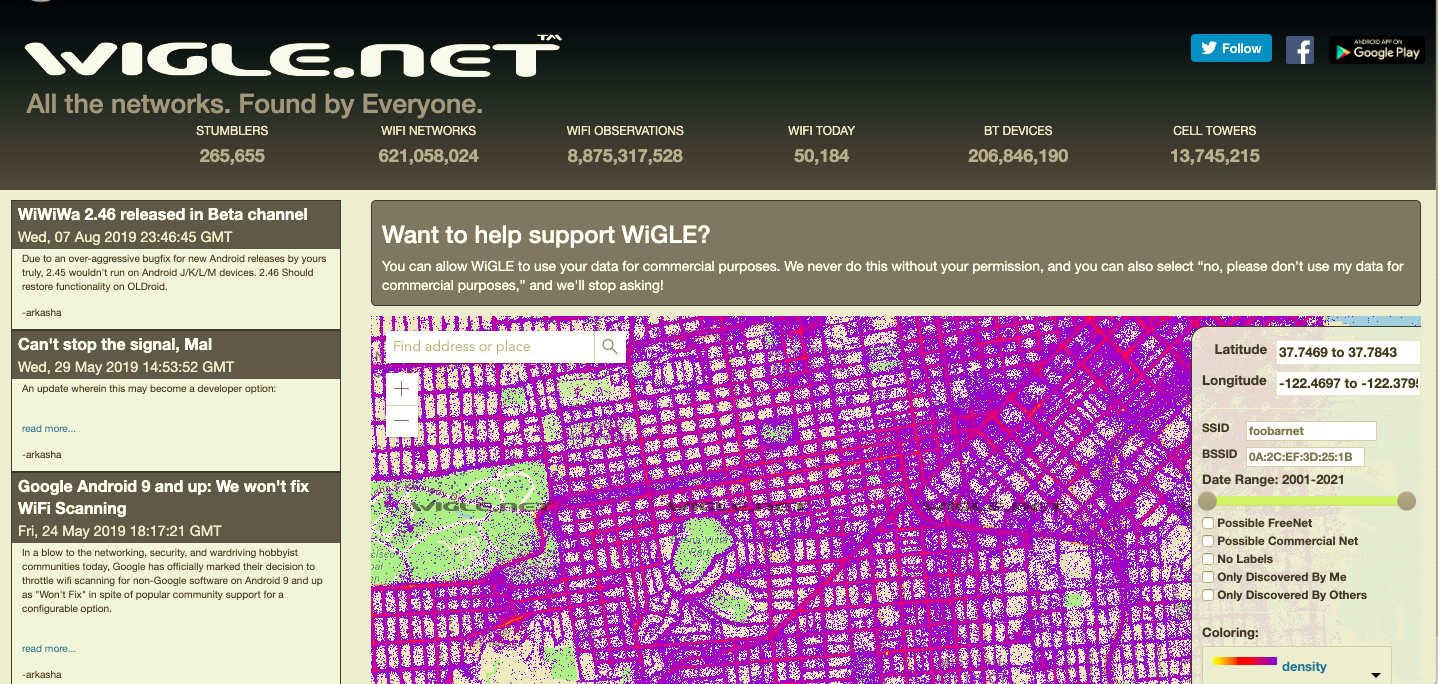 WIGLE.NET™
Follow
ANDROID APP ON
Google Play
All the networks. Found by Everyone.
STUMBLERS WIFI NETWORKS WIFI OBSERVATIONS WIFI TODAY BT DEVICES CELL TOWERS
265,655 621,058,024 8,875,317,528 50,184 206,846,190 13,745,215
WiWiWa 2.46 released in Beta channel
Wed, 07 Aug 2019 23:46:45 GMT
Due to an over-aggressive bugfix for new Android releases by yours
truly, 2.45 wouldn't run on Android J/K/L/M devices. 2.46 Should
restore functionality on OLDroid.
-arkasha
Can't stop the signal, Mal
Wed, 29 May 2019 14:53:52 GMT
An update wherein this may become a developer option:
read more...
-arkasha
Google Android 9 and up: We won't fix
WiFi Scanning
Fri, 24 May 2019 18:17:21 GMT
In a blow to the networking, security, and wardriving hobbyist
communities today, Google has officially marked their decision to
throttle wifi scanning for non-Google software on Android 9 and up
as "Won't Fix" in spite of popular community support for a
configurable option.
read more...
-arkasha
Want to help support WiGLE?
You can allow WiGLE to use your data for commercial purposes. We never do this without your permission, and you can also select “no, please don't use my data for
commercial purposes,” and we'll stop asking!
Find address or place
+
−
WIGLE.NET WIGLE.NET WIGLE.NET
Latitude 37.7469 to 37.7843
Longitude -122.4697 to -122.379
SSID foobarnet
BSSID 0A:2C:EF:3D:25:1B
Date Range: 2001-2021
Possible FreeNet
Possible Commercial Net
No Labels
Only Discovered By Me
Only Discovered By Others
Coloring:
density